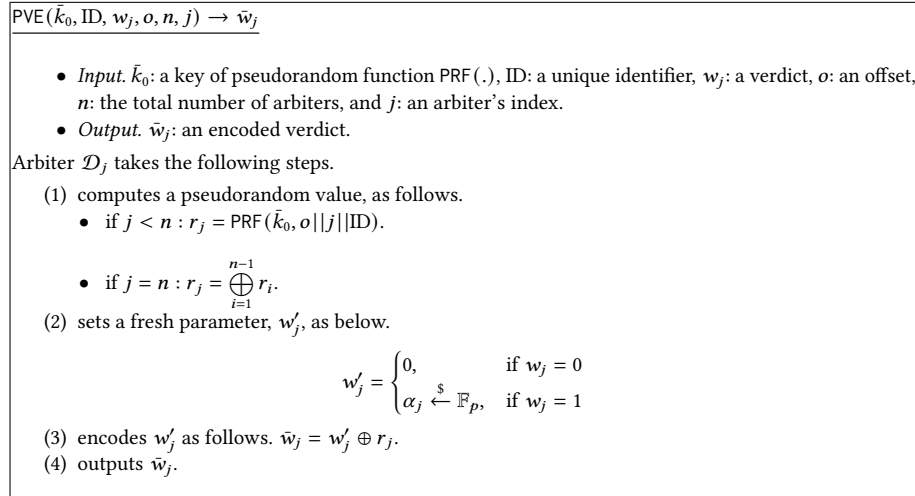 PVE(k̄₀, ID, wⱼ, o, n, j) → w̄ⱼ
• Input. k̄₀: a key of pseudorandom function PRF(.), ID: a unique identifier, wⱼ: a verdict, o: an offset,
n: the total number of arbiters, and j: an arbiter's index.
• Output. w̄ⱼ: an encoded verdict.
Arbiter 𝒟ⱼ takes the following steps.
(1) computes a pseudorandom value, as follows.
• if j < n : rⱼ = PRF(k̄₀, o||j||ID).
• if j = n : rⱼ = ⨁_{i=1}^{n−1} rᵢ.
(2) sets a fresh parameter, w′ⱼ, as below.
w′ⱼ = { 0, if wⱼ = 0
αⱼ ←$ 𝔽ₚ, if wⱼ = 1
(3) encodes w′ⱼ as follows. w̄ⱼ = w′ⱼ ⊕ rⱼ.
(4) outputs w̄ⱼ.